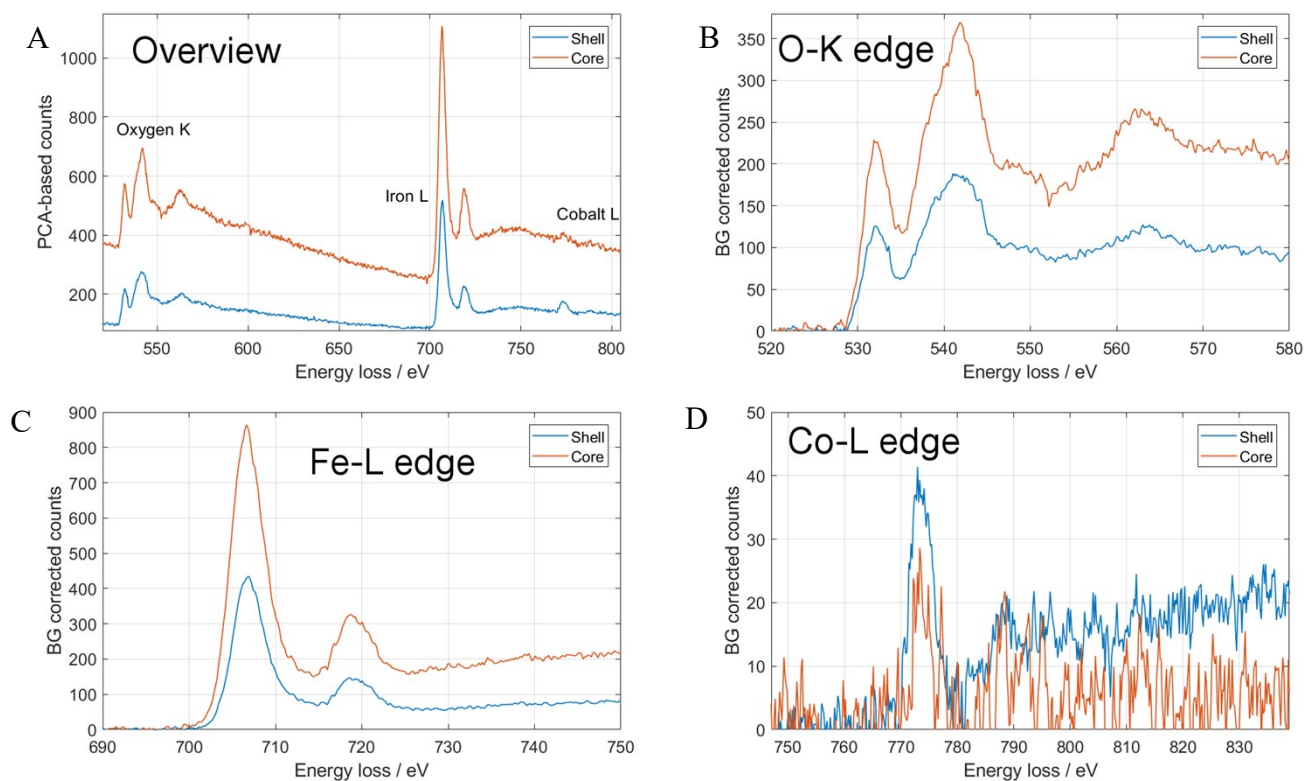 A
Overview
Shell
Core
1000
800
600
400
200
PCA-based counts
Oxygen K
Iron L
Cobalt L
550 600 650 700 750 800
Energy loss / eV
B
O-K edge
Shell
Core
350
300
250
200
150
100
50
0
BG corrected counts
520 530 540 550 560 570 580
Energy loss / eV
C
Fe-L edge
Shell
Core
900
800
700
600
500
400
300
200
100
0
BG corrected counts
690 700 710 720 730 740 750
Energy loss / eV
D
Co-L edge
Shell
Core
50
40
30
20
10
0
BG corrected counts
750 760 770 780 790 800 810 820 830
Energy loss / eV